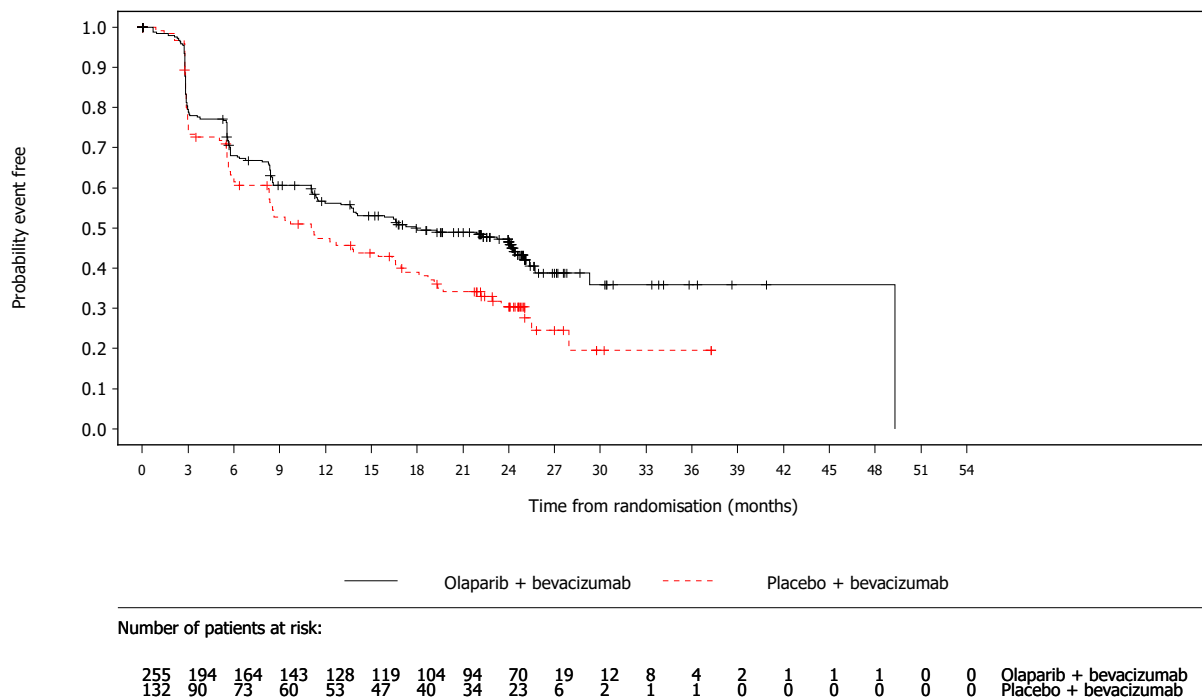 1.0
0.9
0.8
0.7
0.6
0.5
0.4
0.3
0.2
0.1
0.0
Probability event free
0 3 6 9 12 15 18 21 24 27 30 33 36 39 42 45 48 51 54
Time from randomisation (months)
Olaparib + bevacizumab Placebo + bevacizumab
Number of patients at risk:
255 194 164 143 128 119 104 94 70 19 12 8 4 2 1 1 1 0 0 Olaparib + bevacizumab
132 90 73 60 53 47 40 34 23 6 2 1 1 0 0 0 0 0 0 Placebo + bevacizumab